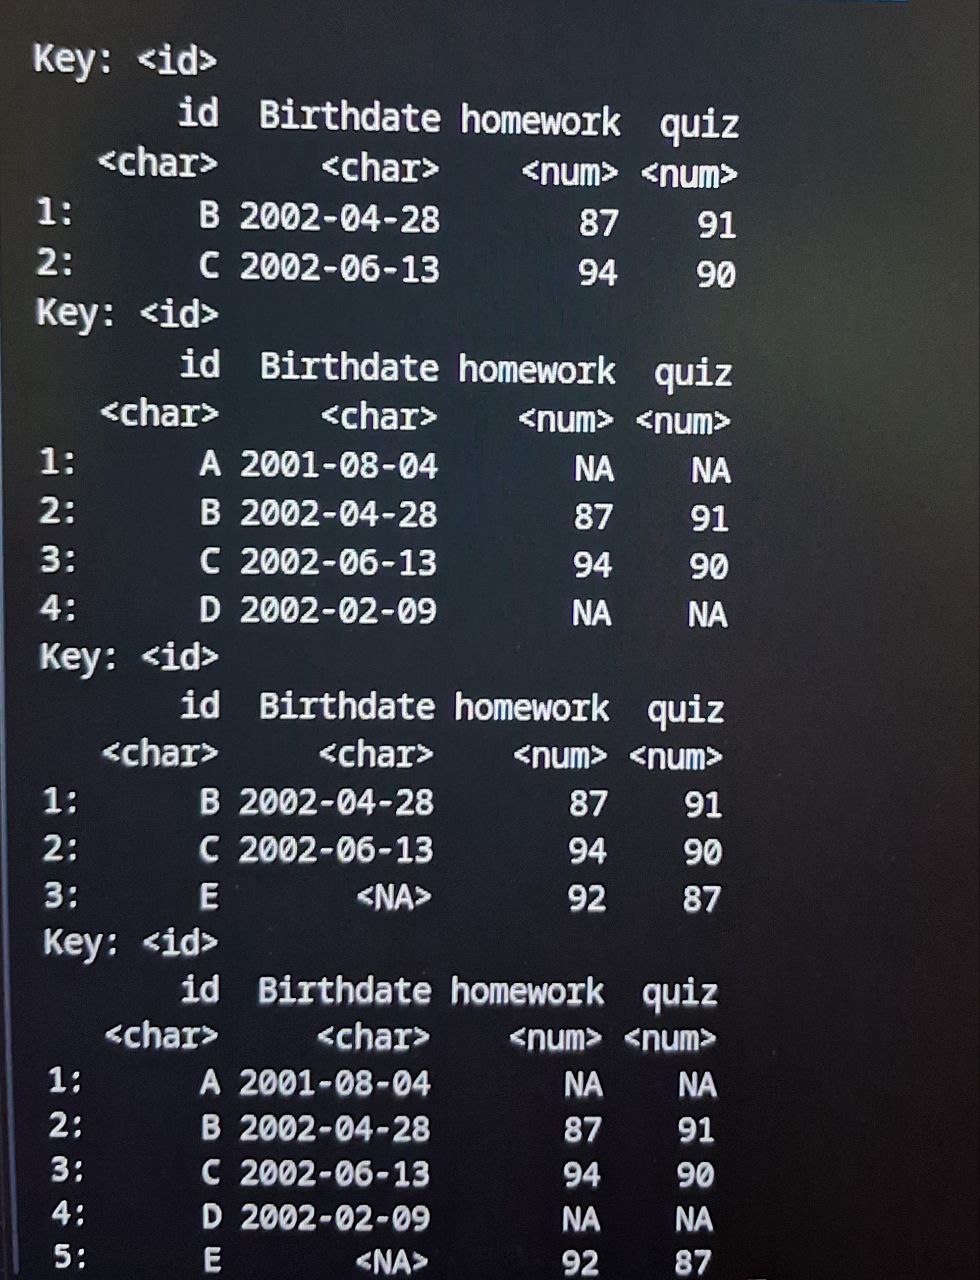 Key: <id>
id Birthdate homework quiz
<char> <char> <num> <num>
1: B 2002-04-28 87 91
2: C 2002-06-13 94 90
Key: <id>
id Birthdate homework quiz
<char> <char> <num> <num>
1: A 2001-08-04 NA NA
2: B 2002-04-28 87 91
3: C 2002-06-13 94 90
4: D 2002-02-09 NA NA
Key: <id>
id Birthdate homework quiz
<char> <char> <num> <num>
1: B 2002-04-28 87 91
2: C 2002-06-13 94 90
3: E <NA> 92 87
Key: <id>
id Birthdate homework quiz
<char> <char> <num> <num>
1: A 2001-08-04 NA NA
2: B 2002-04-28 87 91
3: C 2002-06-13 94 90
4: D 2002-02-09 NA NA
5: E <NA> 92 87